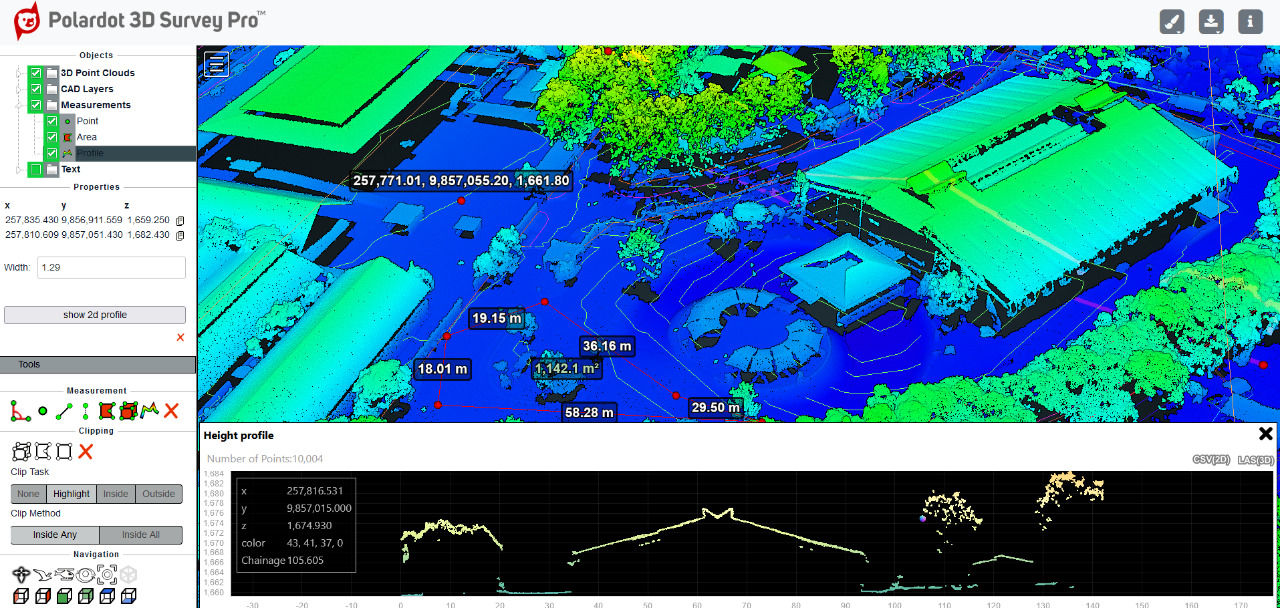 Polardot 3D Survey Pro™
Objects
3D Point Clouds
CAD Layers
Measurements
Point
Area
Profile
Text
Properties
x y z
257,835.430 9,856,911.559 1,659.250
257,810.609 9,857,051.430 1,682.430
Width: 1.29
show 2d profile
Tools
Measurement
Clipping
Clip Task
None Highlight Inside Outside
Clip Method
Inside Any Inside All
Navigation
257,771.01, 9,857,055.20, 1,661.80
19.15 m
36.16 m
18.01 m
1,142.1 m²
58.28 m
29.50 m
Height profile
Number of Points:10,004
CSV(2D) LAS(3D)
1,684
1,682
1,680
1,678
1,676
1,674
1,672
1,670
1,668
1,666
1,664
1,662
1,660
x 257,816.531
y 9,857,015.000
z 1,674.930
color 43, 41, 37, 0
Chainage 105.605
-30 -20 -10 0 10 20 30 40 50 60 70 80 90 100 110 120 130 140 150 160 170